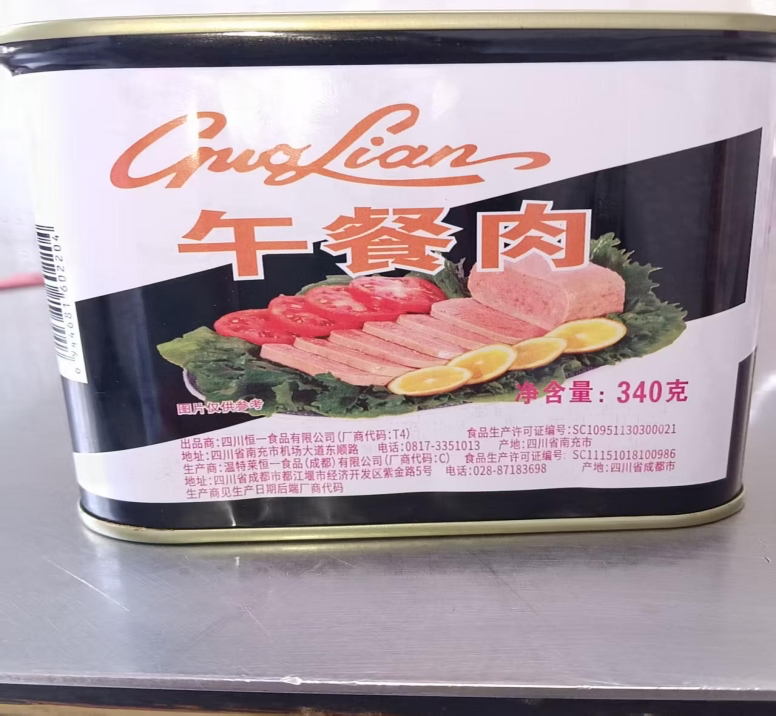 GuoLian
午餐肉
6944681602204
图片仅供参考
净含量：340克
出品商:四川恒一食品有限公司(厂商代码:T4) 食品生产许可证编号:SC10951130300021
地址:四川省南充市机场大道东顺路 电话:0817-3351013 产地:四川省南充市
生产商:温特莱恒一食品(成都)有限公司(厂商代码:C) 食品生产许可证编号:SC11151018100986
地址:四川省成都市都江堰市经济开发区紫金路5号 电话:028-87183698 产地:四川省成都市
生产商见生产日期后端厂商代码